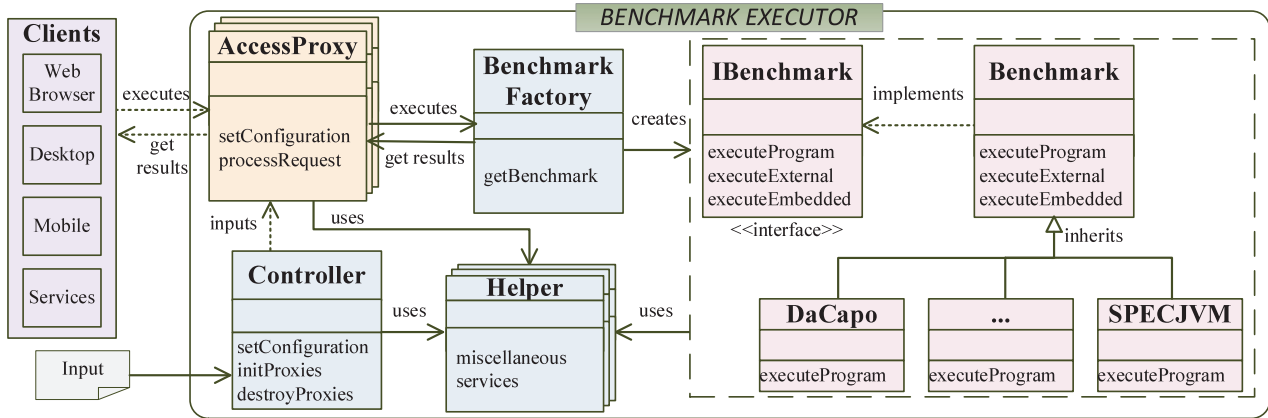 BENCHMARK EXECUTOR
Clients
Web
Browser
Desktop
Mobile
Services
executes
get
results
AccessProxy
setConfiguration
processRequest
executes
get results
Benchmark
Factory
getBenchmark
creates
IBenchmark
executeProgram
executeExternal
executeEmbedded
<<interface>>
implements
Benchmark
executeProgram
executeExternal
executeEmbedded
inherits
inputs
uses
Controller
setConfiguration
initProxies
destroyProxies
uses
Helper
miscellaneous
services
uses
DaCapo
executeProgram
...
executeProgram
SPECJVM
executeProgram
Input